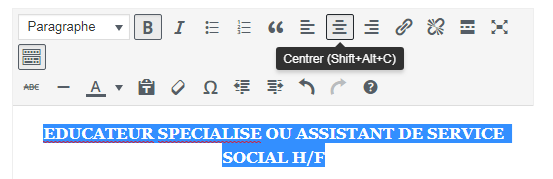 Paragraphe B I
Centrer (Shift+Alt+C)
ABC A Ω ?
EDUCATEUR SPECIALISE OU ASSISTANT DE SERVICE
SOCIAL H/F